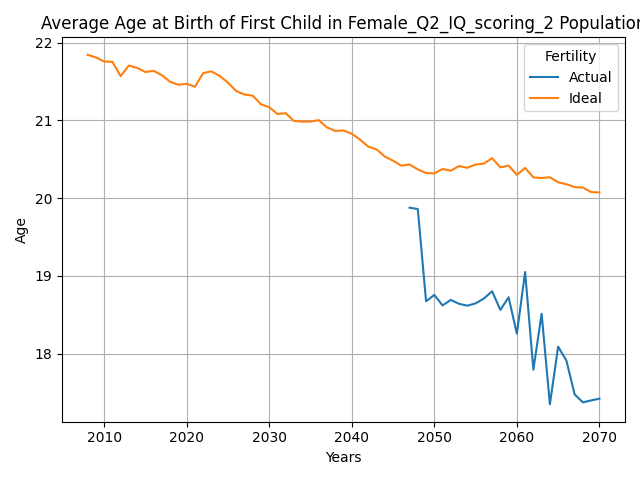 Average Age at Birth of First Child in Female_Q2_IQ_scoring_2 Population
22
21
20
19
18
Age
Fertility
Actual
Ideal
2010 2020 2030 2040 2050 2060 2070
Years